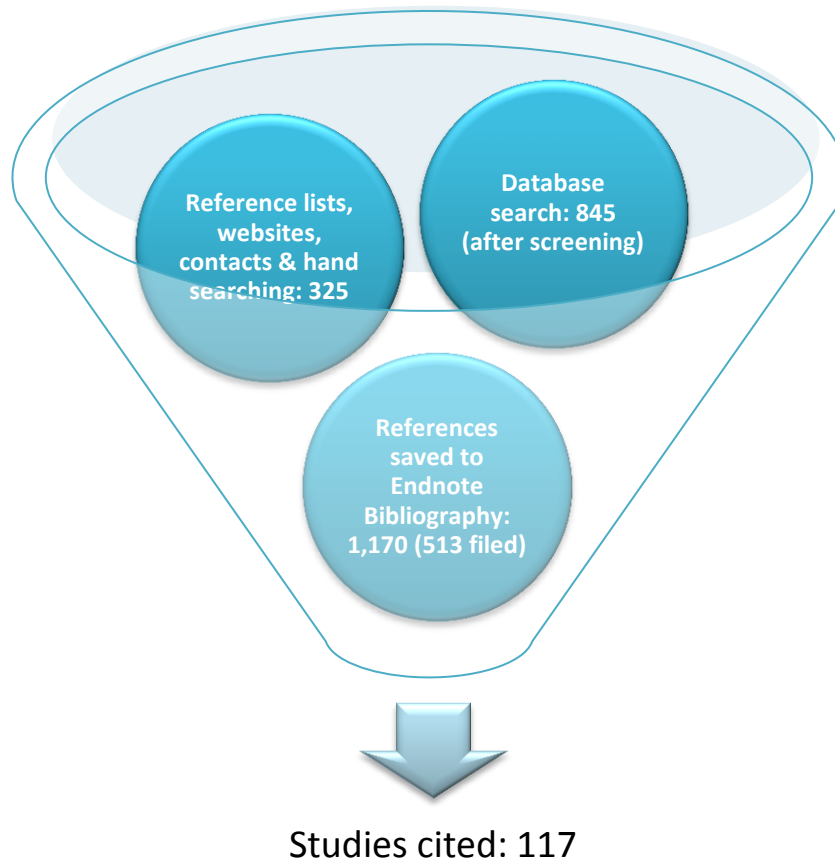 Reference lists,
websites,
contacts & hand
searching: 325
Database
search: 845
(after screening)
References
saved to
Endnote
Bibliography:
1,170 (513 filed)
Studies cited: 117